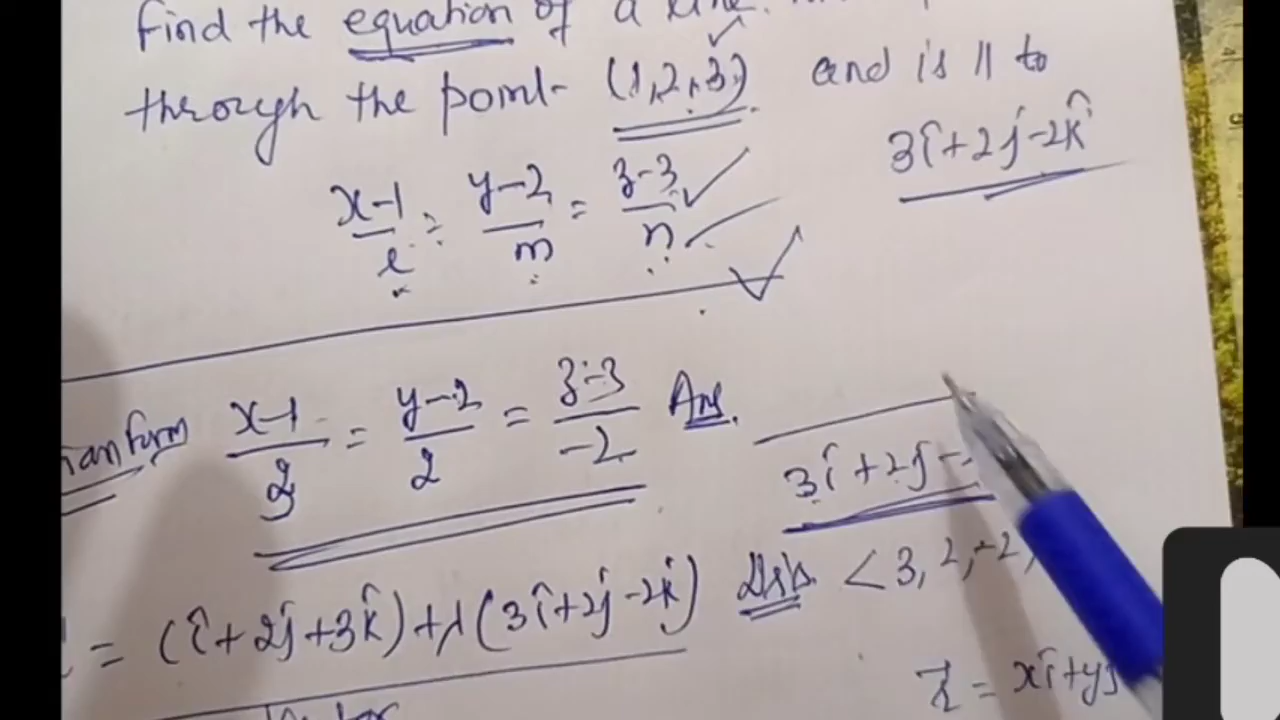 Find the equation of a line
through the point (1,2,3) and is || to
3î+2ĵ-2k̂
x-1/l = y-2/m = z-3/n
form x-1/3 = y-2/2 = z-3/-2 Ans.
3î+2ĵ-
= (î+2ĵ+3k̂)+λ(3î+2ĵ-2k̂) <3, 2, -2,
r⃗ = xî+yĵ